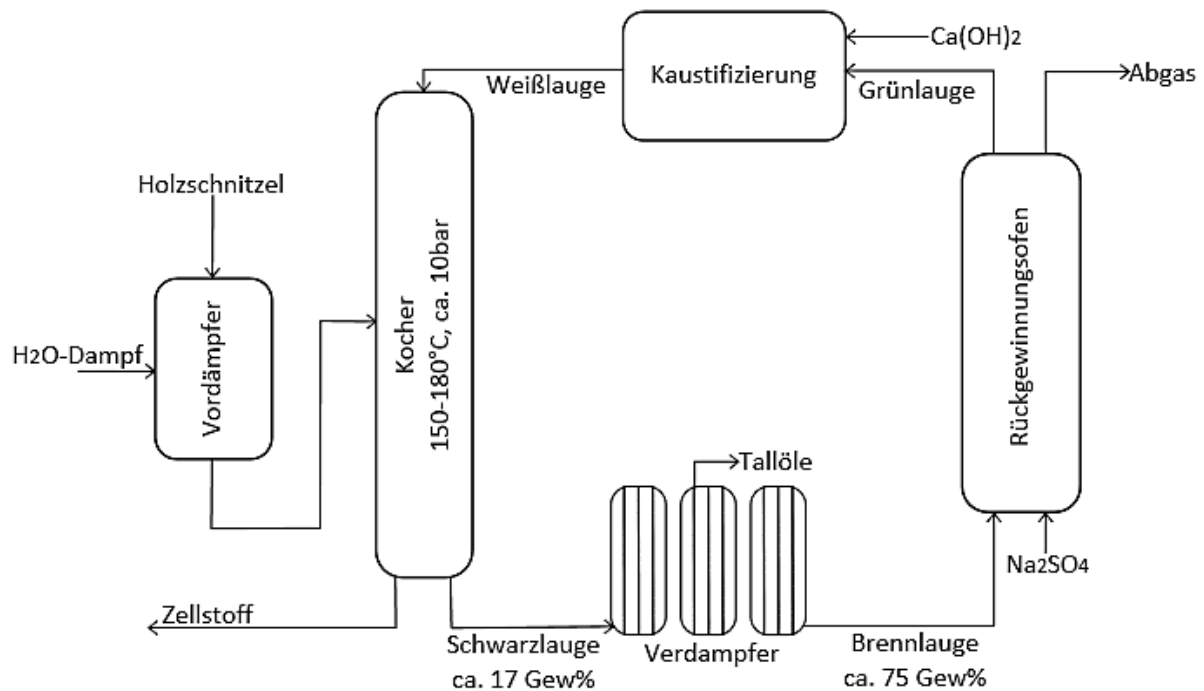 Ca(OH)2
Kaustifizierung
Abgas
Weißlauge
Grünlauge
Holzschnitzel
Vordämpfer
H2O-Dampf
Kocher
150-180°C, ca. 10bar
Rückgewinnungsofen
Tallöle
Na2SO4
Zellstoff
Schwarzlauge
ca. 17 Gew%
Verdampfer
Brennlauge
ca. 75 Gew%